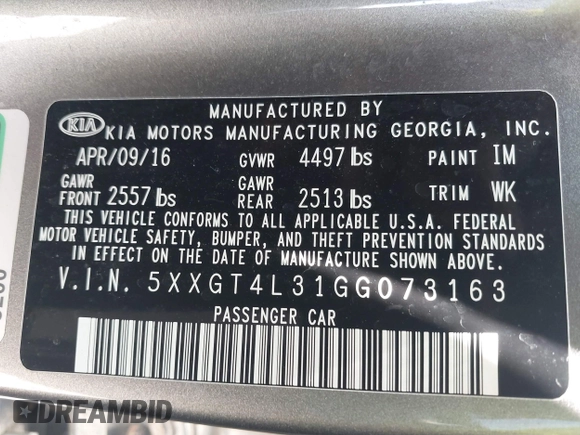 MANUFACTURED BY
KIA KIA MOTORS MANUFACTURING GEORGIA, INC.
APR/09/16 GVWR 4497 lbs PAINT IM
GAWR FRONT 2557 lbs GAWR REAR 2513 lbs TRIM WK
THIS VEHICLE CONFORMS TO ALL APPLICABLE U.S.A. FEDERAL
MOTOR VEHICLE SAFETY, BUMPER, AND THEFT PREVENTION STANDARDS
IN EFFECT ON THE DATE OF MANUFACTURE SHOWN ABOVE.
V.I.N. 5XXGT4L31GG073163
PASSENGER CAR
DREAMBID